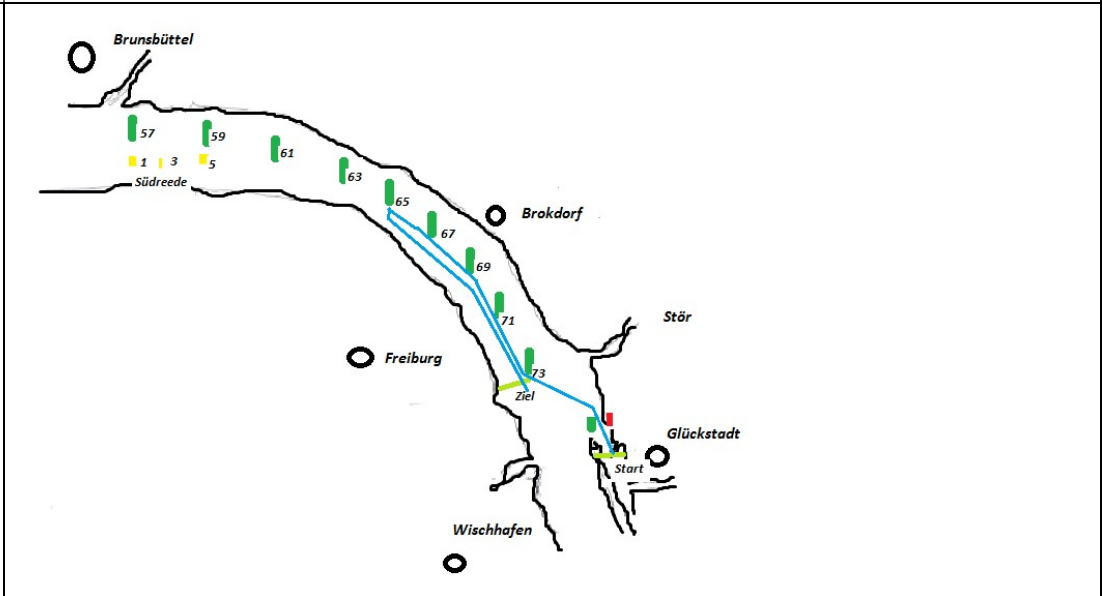 Brunsbüttel
57
59
1
3
5
61
Südreede
63
65
Brokdorf
67
69
71
Stör
Freiburg
73
Ziel
Glückstadt
Start
Wischhafen